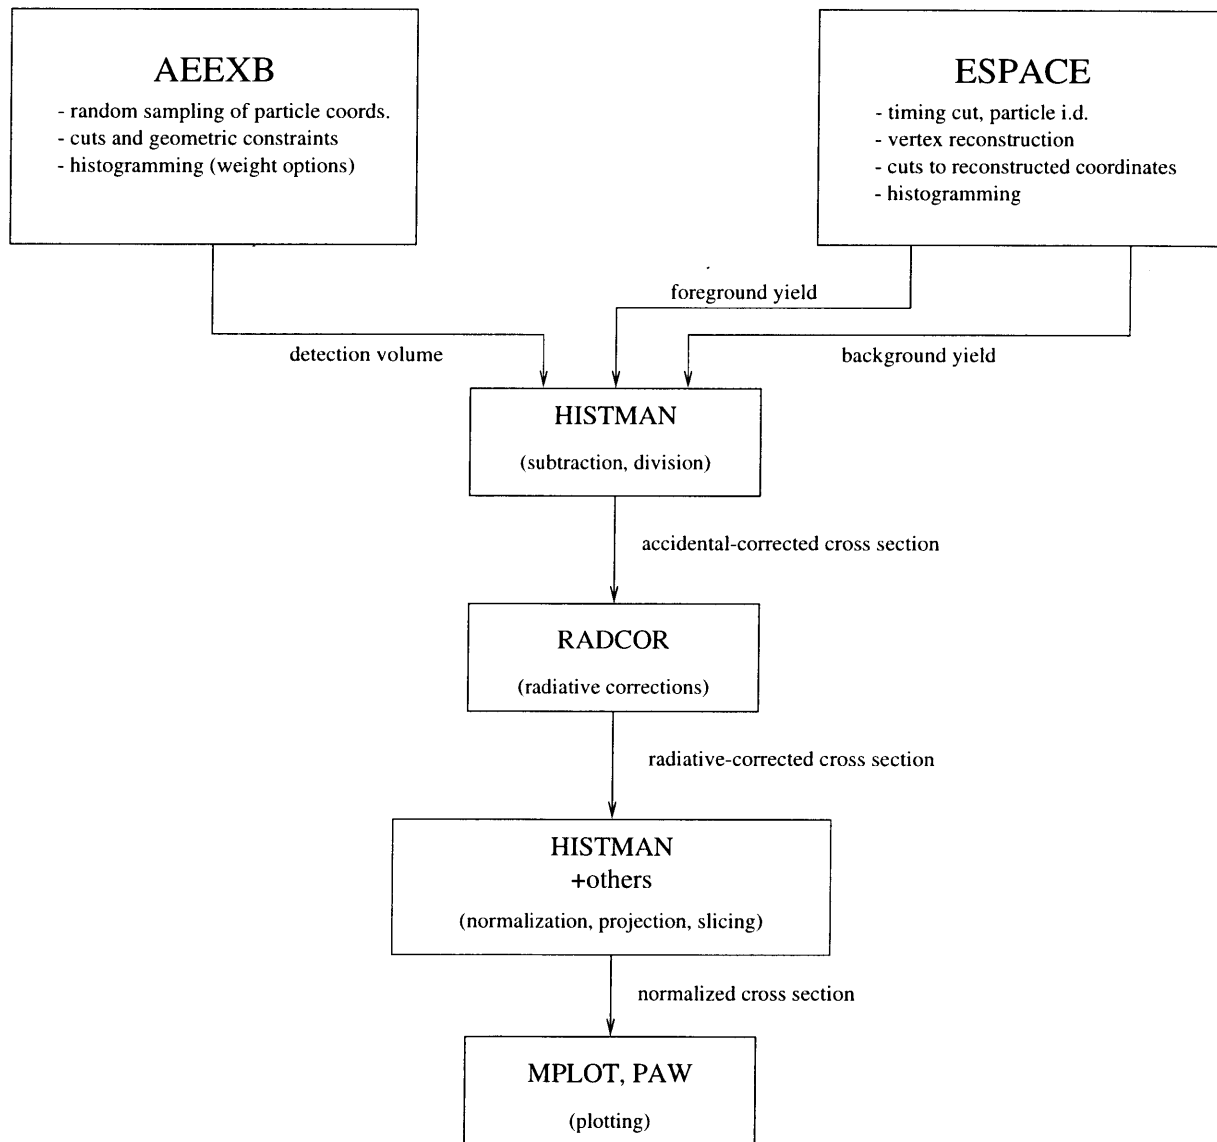 AEEXB
- random sampling of particle coords.
- cuts and geometric constraints
- histogramming (weight options)
ESPACE
- timing cut, particle i.d.
- vertex reconstruction
- cuts to reconstructed coordinates
- histogramming
foreground yield
detection volume
background yield
HISTMAN
(subtraction, division)
accidental-corrected cross section
RADCOR
(radiative corrections)
radiative-corrected cross section
HISTMAN
+others
(normalization, projection, slicing)
normalized cross section
MPLOT, PAW
(plotting)